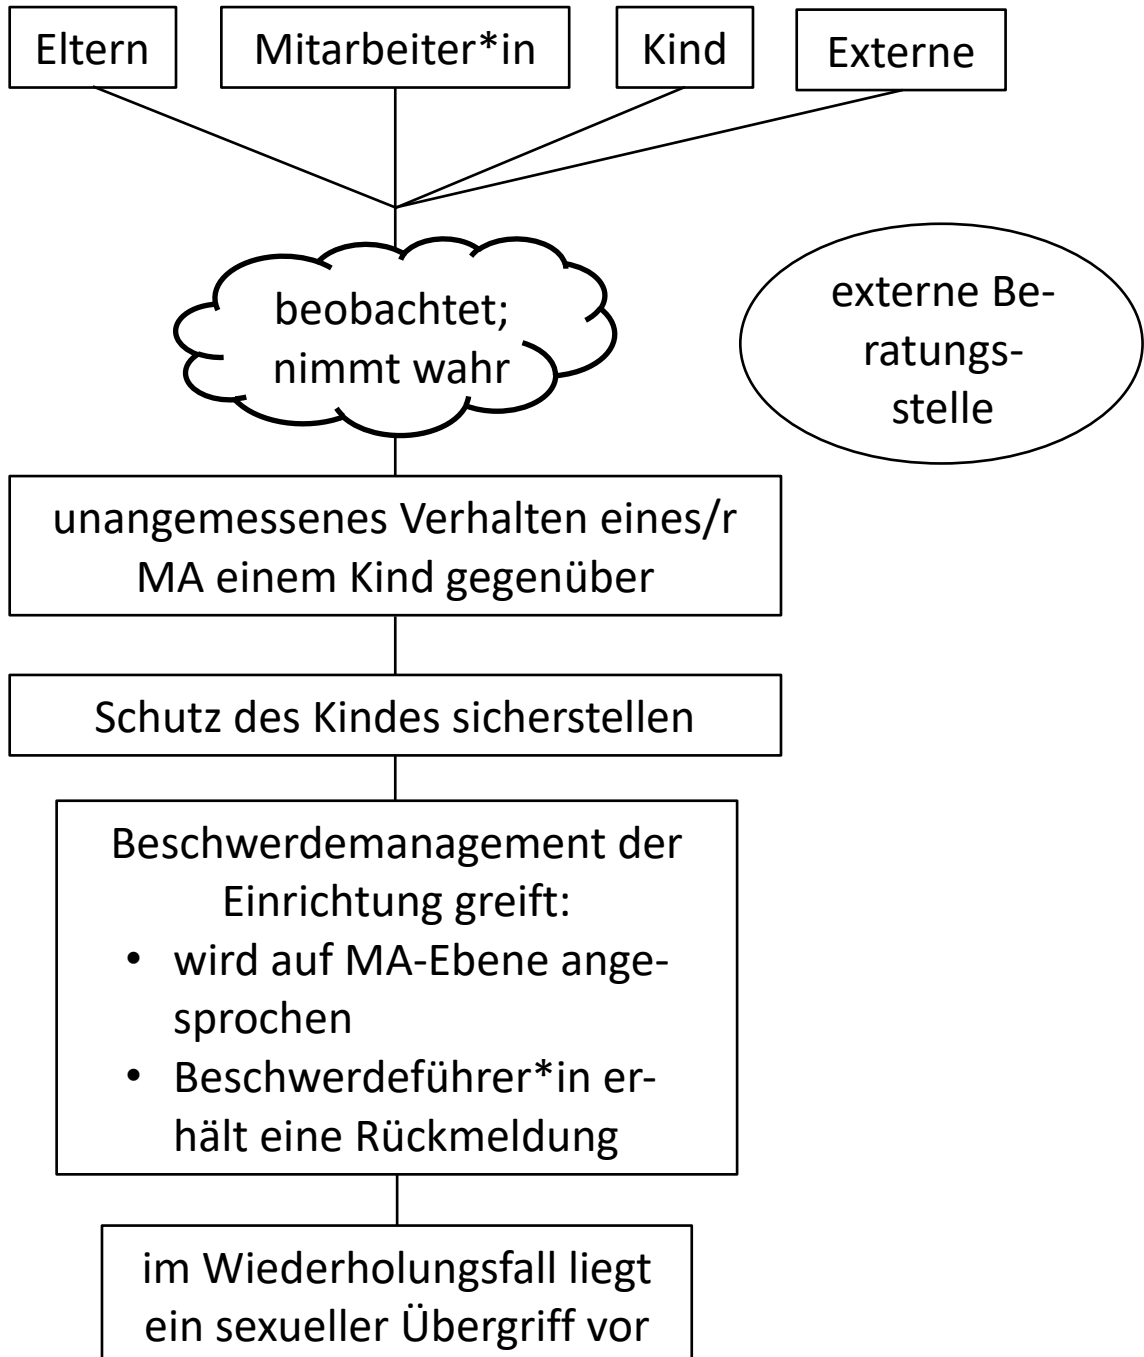 Eltern
Mitarbeiter*in
Kind
Externe
beobachtet;
nimmt wahr
externe Be-
ratungs-
stelle
unangemessenes Verhalten eines/r
MA einem Kind gegenüber
Schutz des Kindes sicherstellen
Beschwerdemanagement der
Einrichtung greift:
• wird auf MA-Ebene ange-
sprochen
• Beschwerdeführer*in er-
hält eine Rückmeldung
im Wiederholungsfall liegt
ein sexueller Übergriff vor